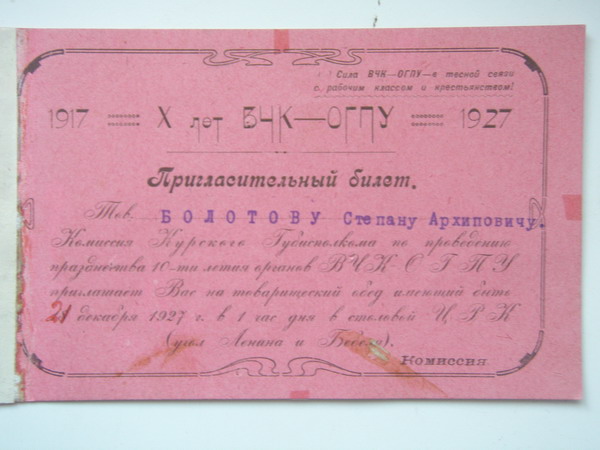 Сила ВЧК—ОГПУ—в тесной связи
с рабочим классом и крестьянством!
1917 X лет ВЧК—ОГПУ 1927
Пригласительный билет.
Тов. БОЛОТОВУ Степану Архиповичу.
Комиссия Курского Губисполкома по проведению
празднества 10-ти летия органов ВЧК-ОГПУ
приглашает Вас на товарищеский обед имеющий быть
21 декабря 1927 г. в 1 час дня в столовой Ц Р К
(угол Ленина и Бебеля).
Комиссия